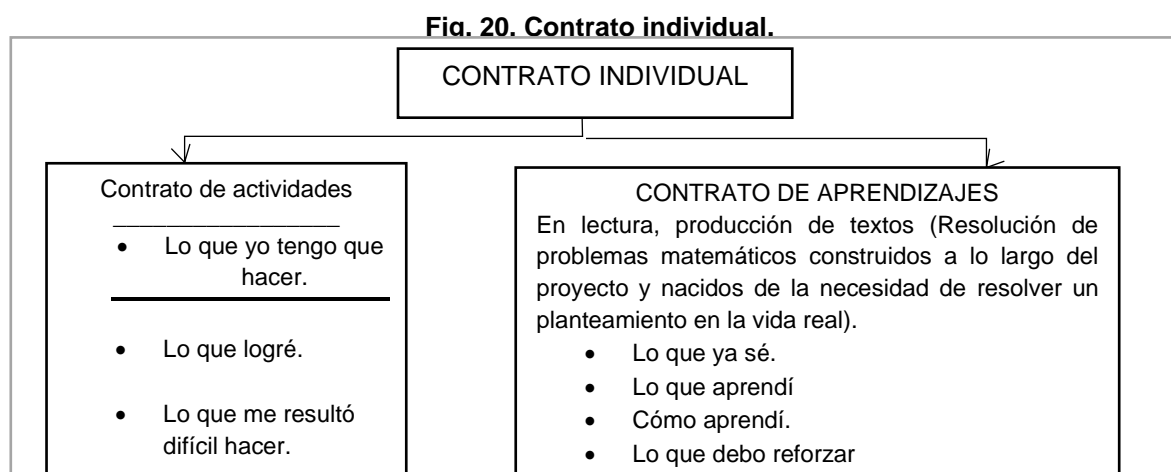 Fig. 20. Contrato individual.
CONTRATO INDIVIDUAL
Contrato de actividades
• Lo que yo tengo que
hacer.
• Lo que logré.
• Lo que me resultó
difícil hacer.
CONTRATO DE APRENDIZAJES
En lectura, producción de textos (Resolución de
problemas matemáticos construidos a lo largo del
proyecto y nacidos de la necesidad de resolver un
planteamiento en la vida real).
• Lo que ya sé.
• Lo que aprendí
• Cómo aprendí.
• Lo que debo reforzar